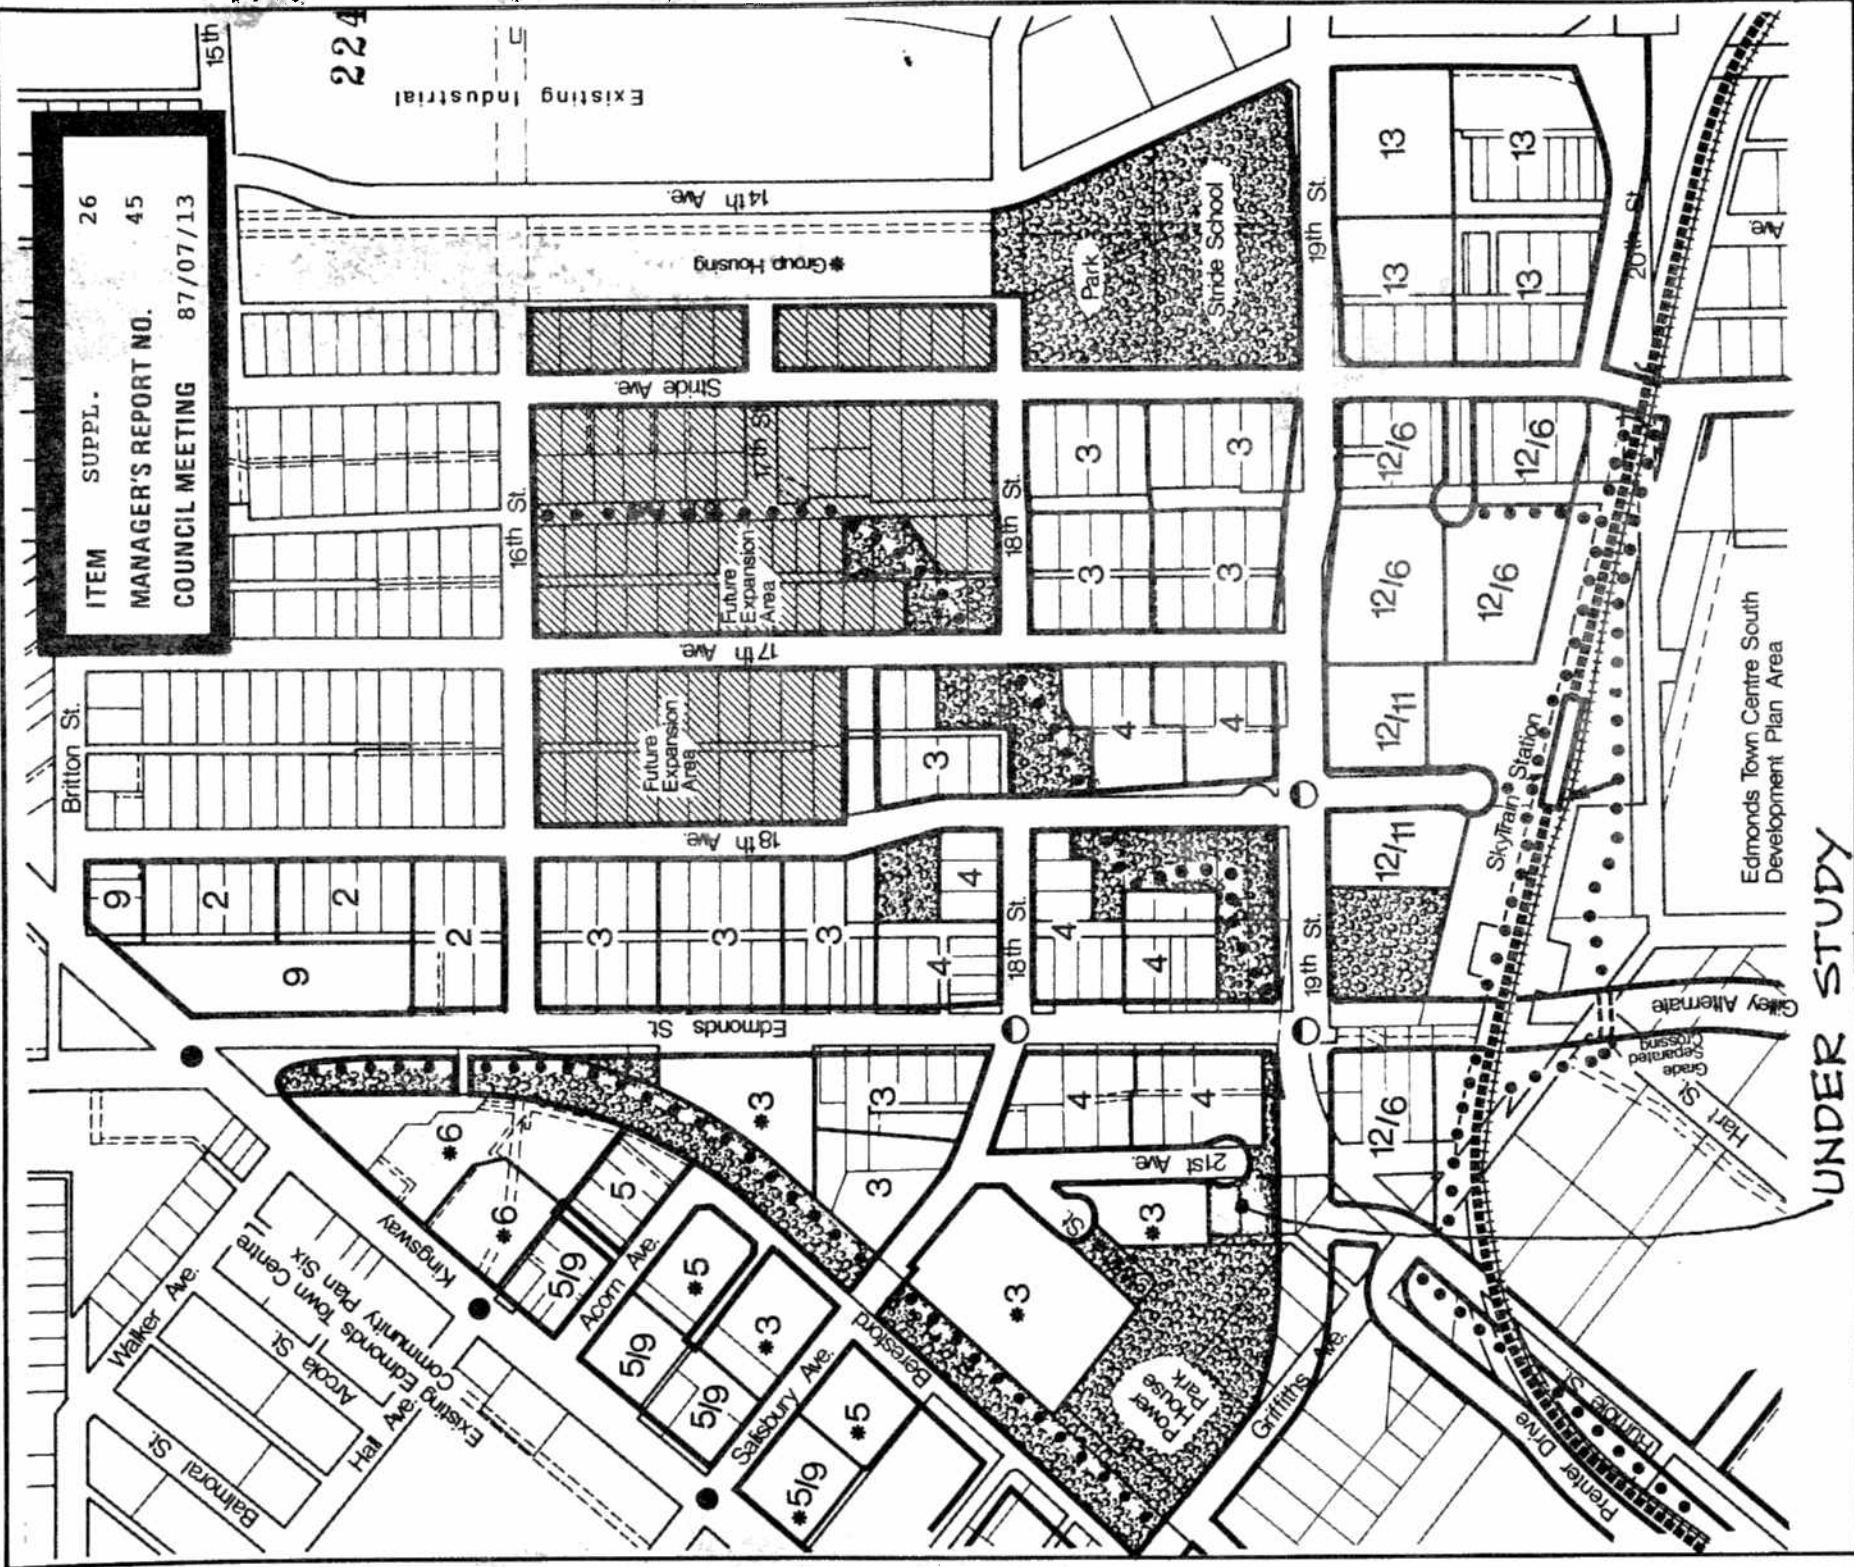 15th
224
Existing Industrial
ITEM SUPPL. 26
MANAGER'S REPORT NO. 45
COUNCIL MEETING 87/07/13
14th Ave.
*Group Housing
Park
Stride School
19th St.
13
13
13
13
20th St
Ave
Stride Ave.
16th St.
17th St
18th St.
3
3
3
3
12/6
12/6
12/6
12/6
Future
Expansion
Area
17th Ave.
Britton St.
Future
Expansion
Area
3
4
4
12/11
SkyTrain Station
Edmonds Town Centre South
Development Plan Area
18th Ave.
9
2
2
2
9
3
3
3
4
4
18th St.
4
4
19th St.
12/11
Edmonds St.
Gilley Alternate
Grade
Separated
Crossing
Hart St.
UNDER STUDY
*6
*6
5
*3
3
3
4
4
21st Ave.
12/6
Kingsway
Walker Ave.
Arcola St.
Existing Edmonds Town Centre
Community Plan Six
Hall Ave.
Balmoral St.
5/9
Acorn Ave.
*5
5/9
*3
5/9
Salisbury Ave.
*5
*5/9
Beresford
St.
*3
*3
Power
House
Park
Griffiths Ave.
Prenter Drive
Humble St.